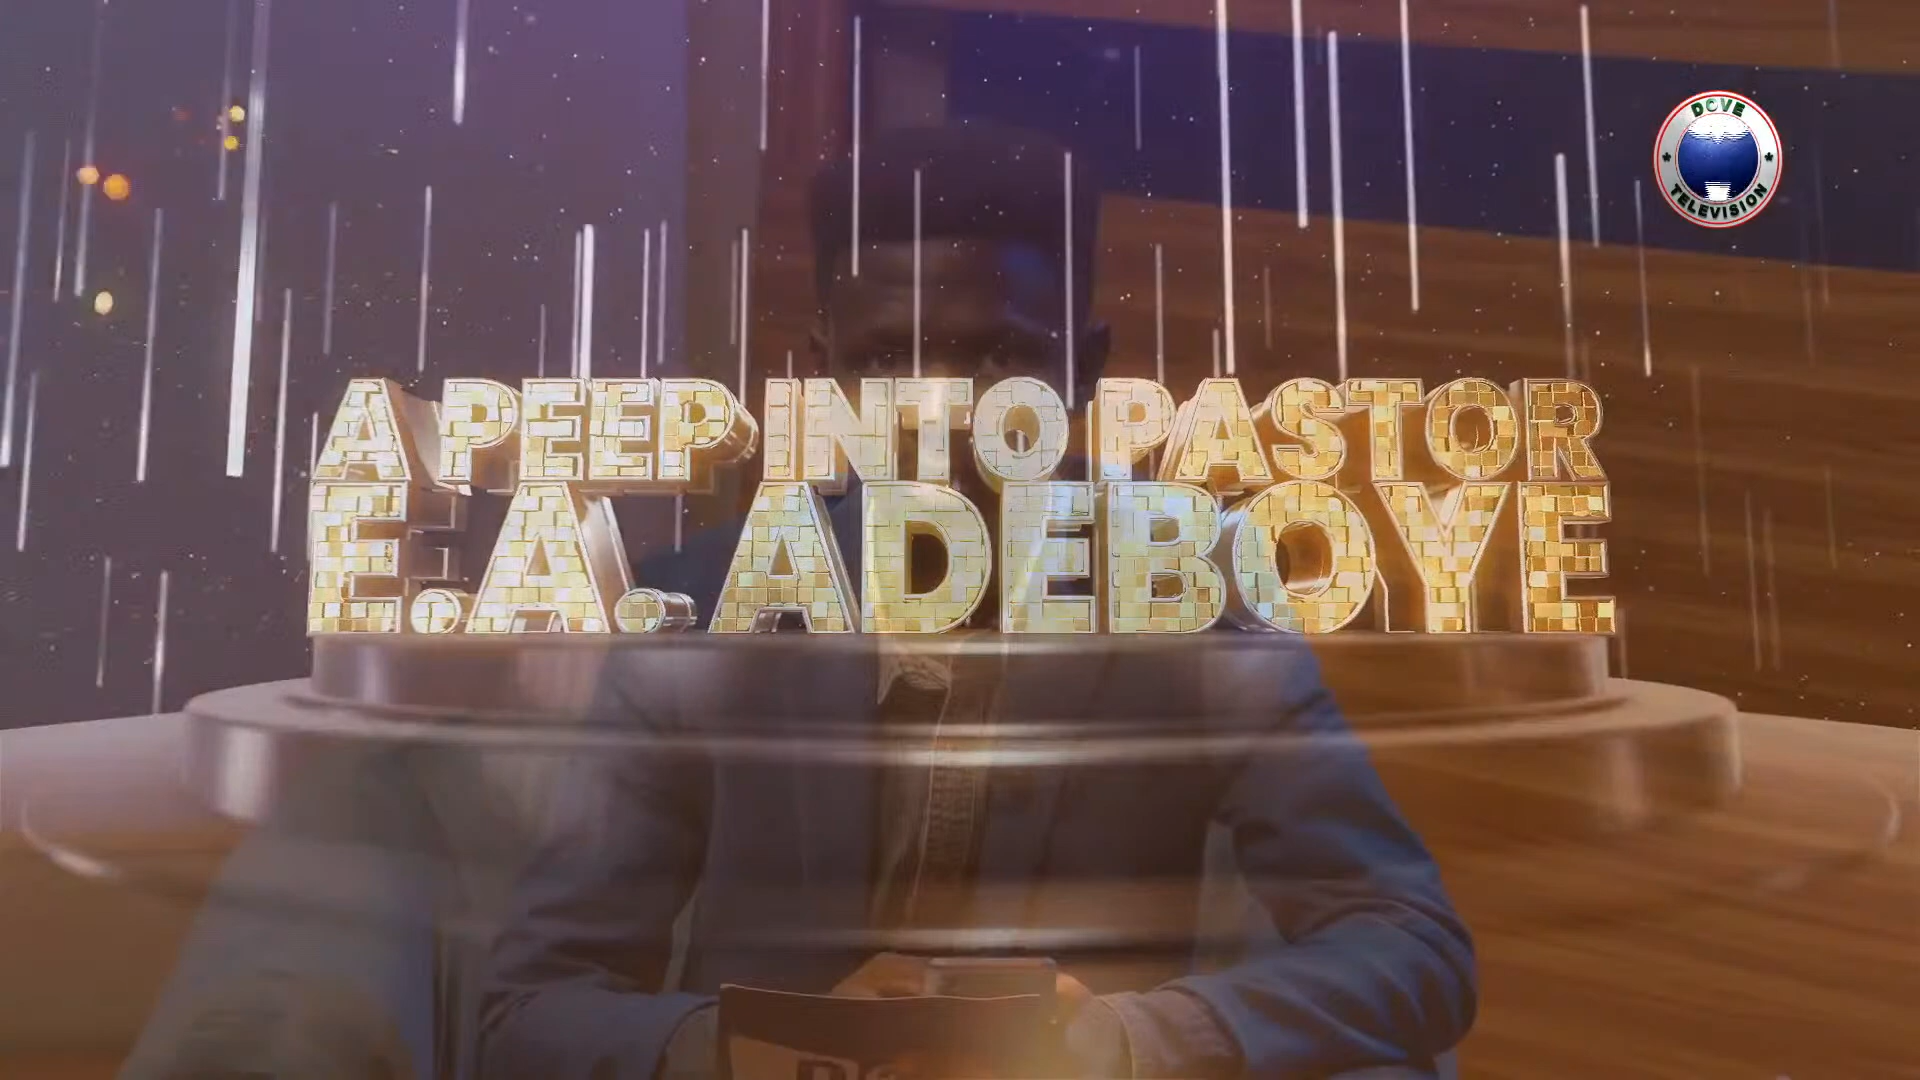 DOVE
TELEVISION
A PEEP INTO PASTOR
E.A. ADEBOYE